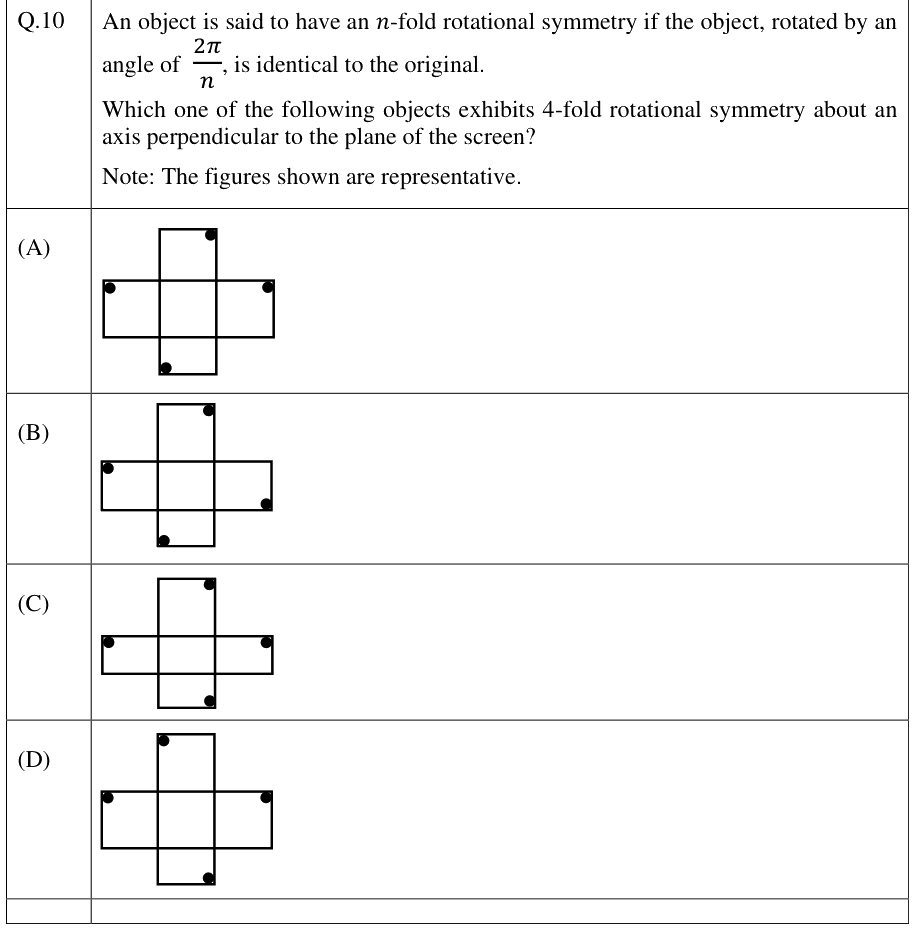 Q.10 An object is said to have an n-fold rotational symmetry if the object, rotated by an
angle of 2π/n, is identical to the original.
Which one of the following objects exhibits 4-fold rotational symmetry about an
axis perpendicular to the plane of the screen?
Note: The figures shown are representative.
(A)
(B)
(C)
(D)